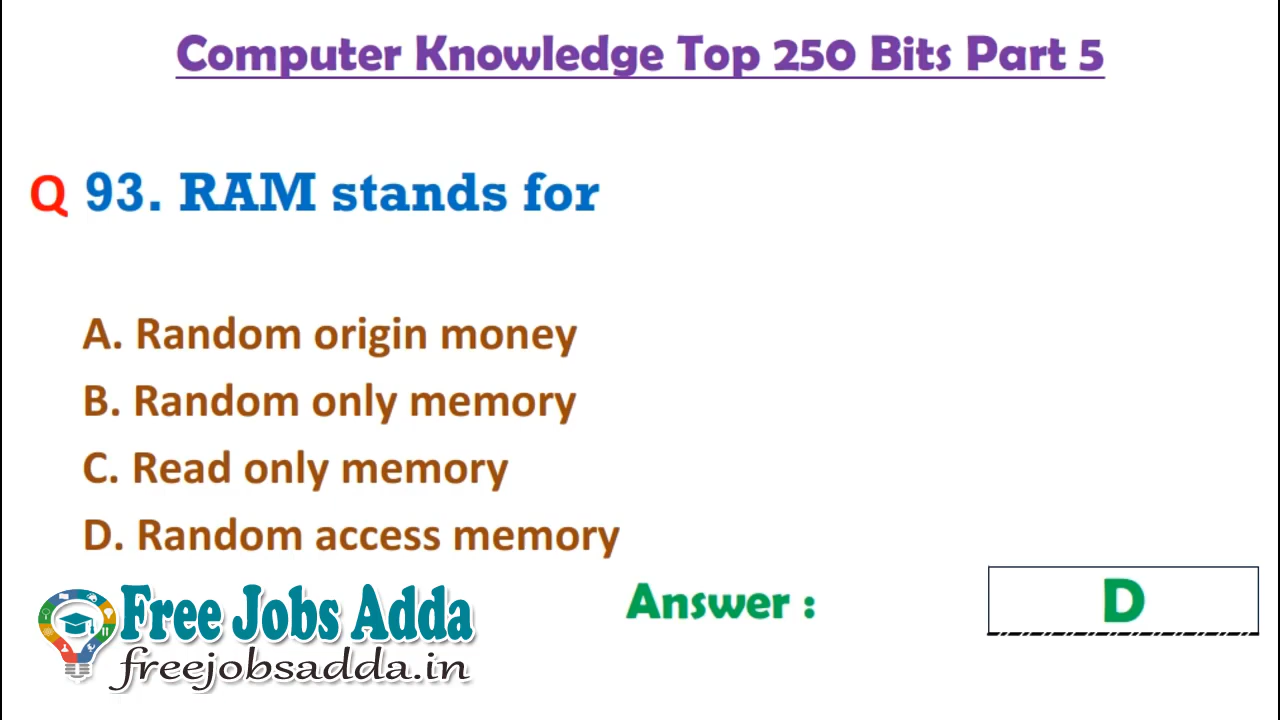 Computer Knowledge Top 250 Bits Part 5
Q 93. RAM stands for
A. Random origin money
B. Random only memory
C. Read only memory
D. Random access memory
Answer : D
Free Jobs Adda
freejobsadda.in